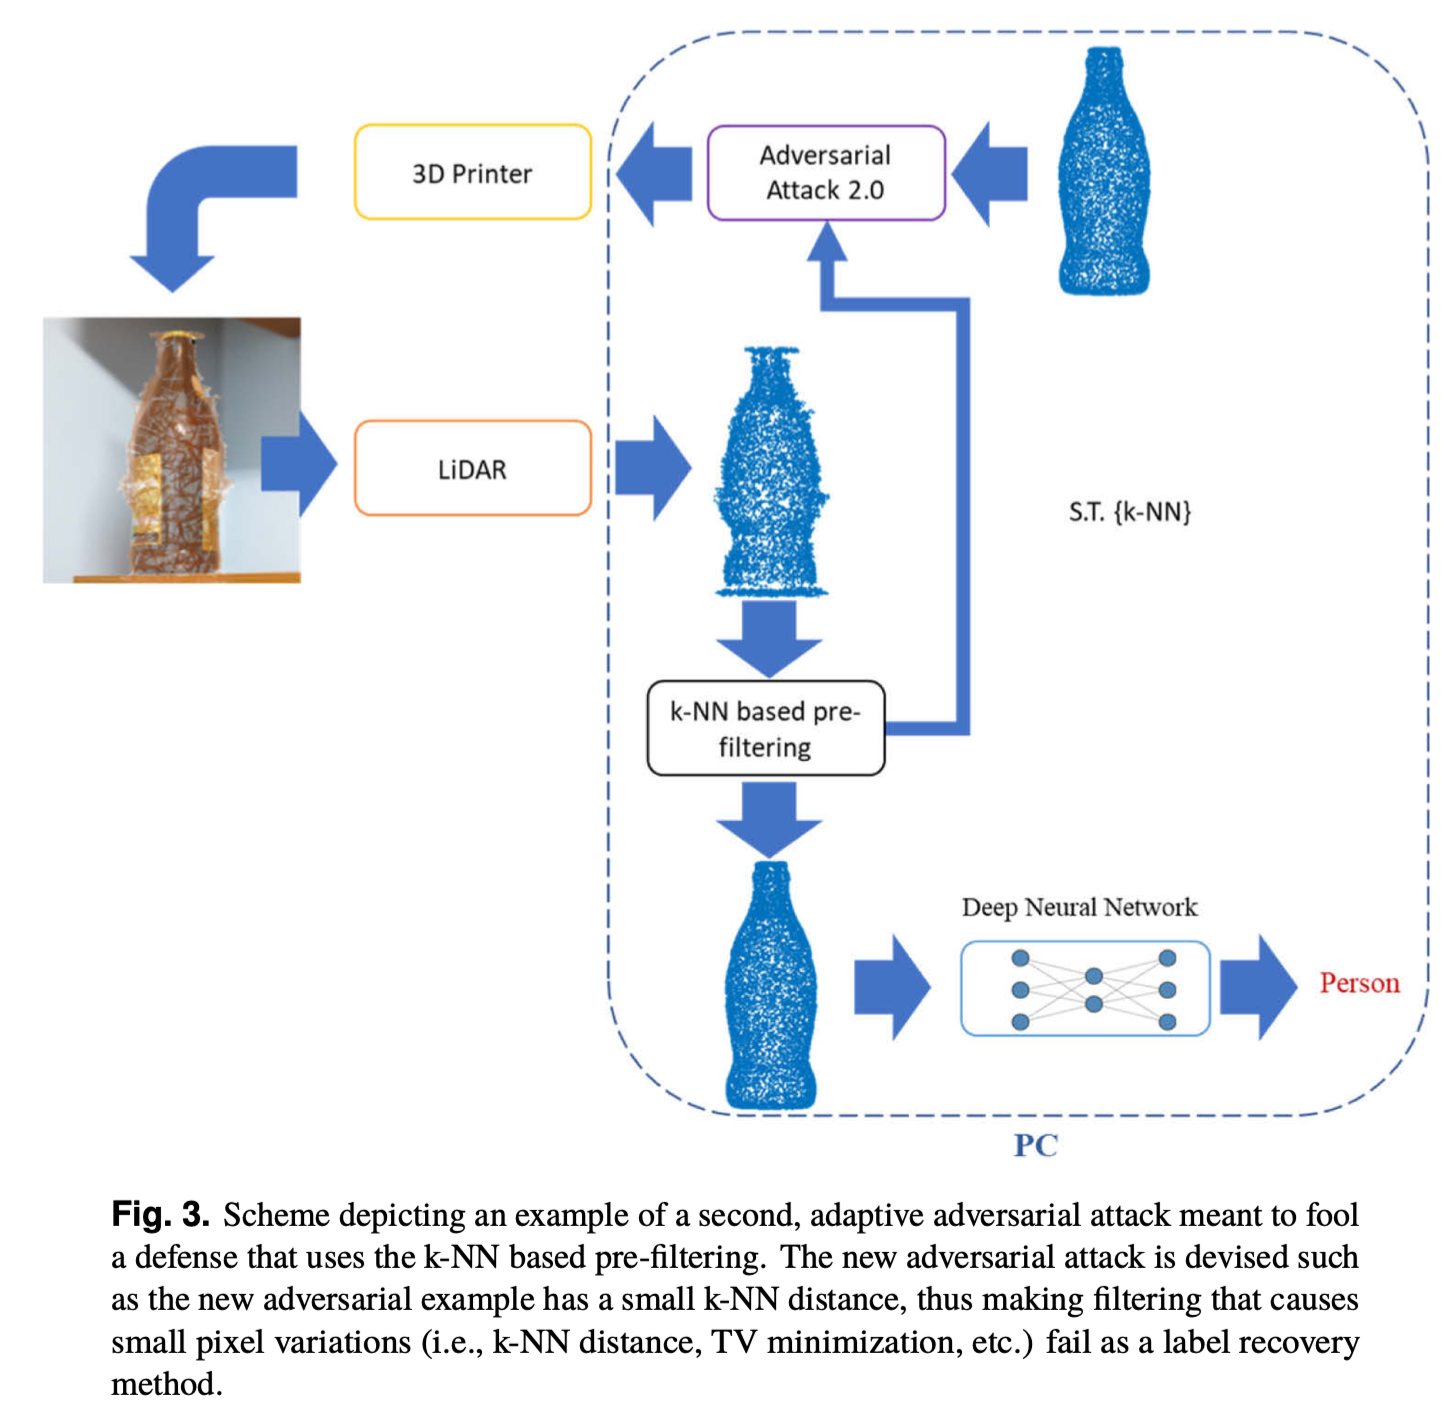 3D Printer
Adversarial
Attack 2.0
LiDAR
S.T. {k-NN}
k-NN based pre-
filtering
Deep Neural Network
Person
PC
Fig. 3. Scheme depicting an example of a second, adaptive adversarial attack meant to fool
a defense that uses the k-NN based pre-filtering. The new adversarial attack is devised such
as the new adversarial example has a small k-NN distance, thus making filtering that causes
small pixel variations (i.e., k-NN distance, TV minimization, etc.) fail as a label recovery
method.